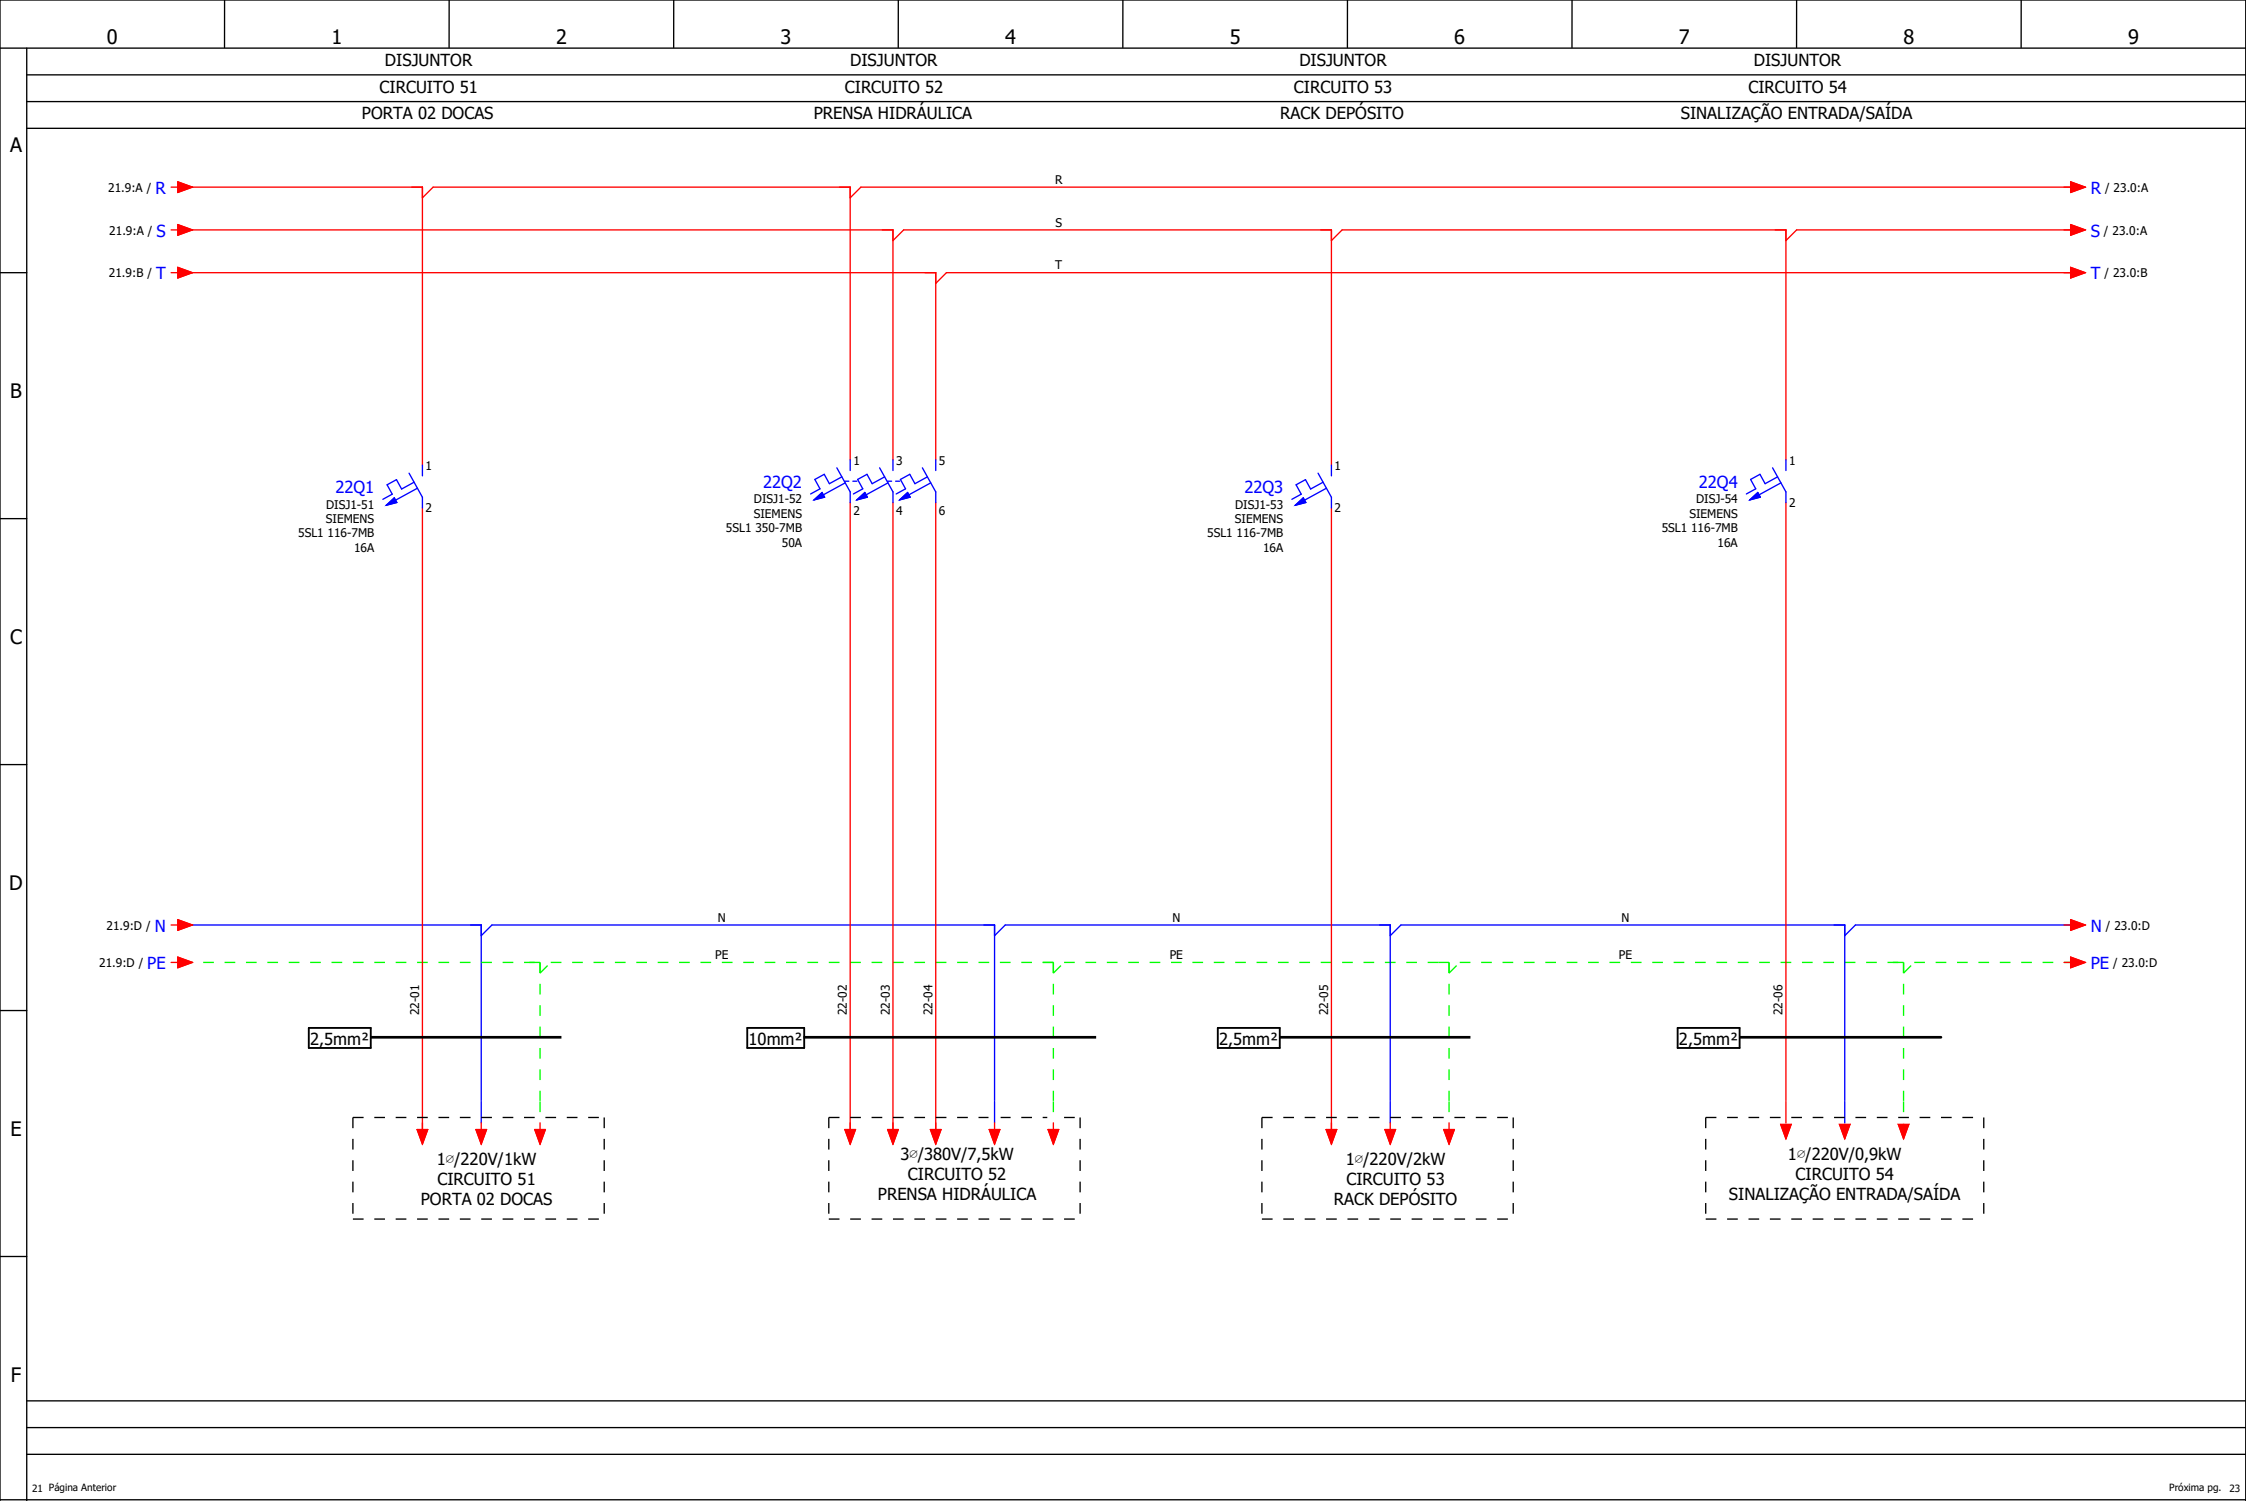 0 1 2 3 4 5 6 7 8 9
DISJUNTOR DISJUNTOR DISJUNTOR DISJUNTOR
CIRCUITO 51 CIRCUITO 52 CIRCUITO 53 CIRCUITO 54
PORTA 02 DOCAS PRENSA HIDRÁULICA RACK DEPÓSITO SINALIZAÇÃO ENTRADA/SAÍDA
A
21.9:A / R R R / 23.0:A
21.9:A / S S S / 23.0:A
21.9:B / T T T / 23.0:B
B
22Q1
DISJ1-51
SIEMENS
5SL1 116-7MB
16A
1
2
22Q2
DISJ1-52
SIEMENS
5SL1 350-7MB
50A
1 3 5
2 4 6
22Q3
DISJ1-53
SIEMENS
5SL1 116-7MB
16A
1
2
22Q4
DISJ-54
SIEMENS
5SL1 116-7MB
16A
1
2
C
D
21.9:D / N N N N N / 23.0:D
21.9:D / PE PE PE PE PE / 23.0:D
22-01 22-02 22-03 22-04 22-05 22-06
2,5mm² 10mm² 2,5mm² 2,5mm²
E
1∅/220V/1kW
CIRCUITO 51
PORTA 02 DOCAS
3∅/380V/7,5kW
CIRCUITO 52
PRENSA HIDRÁULICA
1∅/220V/2kW
CIRCUITO 53
RACK DEPÓSITO
1∅/220V/0,9kW
CIRCUITO 54
SINALIZAÇÃO ENTRADA/SAÍDA
F
21 Página Anterior Próxima pg. 23